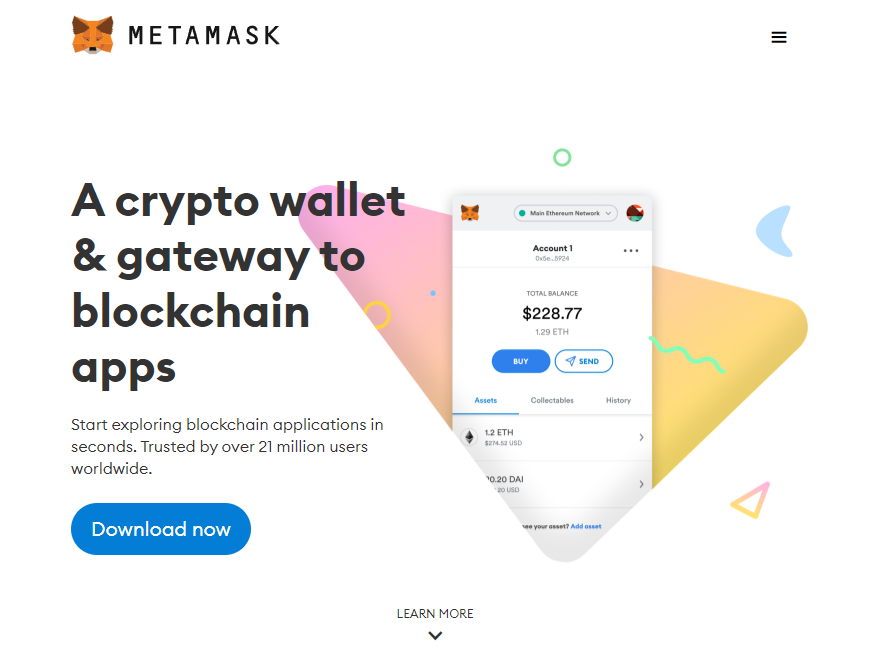 METAMASK
A crypto wallet
& gateway to
blockchain
apps
Start exploring blockchain applications in
seconds. Trusted by over 21 million users
worldwide.
Download now
Main Ethereum Network
Account 1
0x5e...5924
TOTAL BALANCE
$228.77
1.29 ETH
BUY
SEND
Assets
Collectables
History
1.2 ETH
$274.52 USD
0.20 DAI
.20 USD
see your asset? Add asset
LEARN MORE